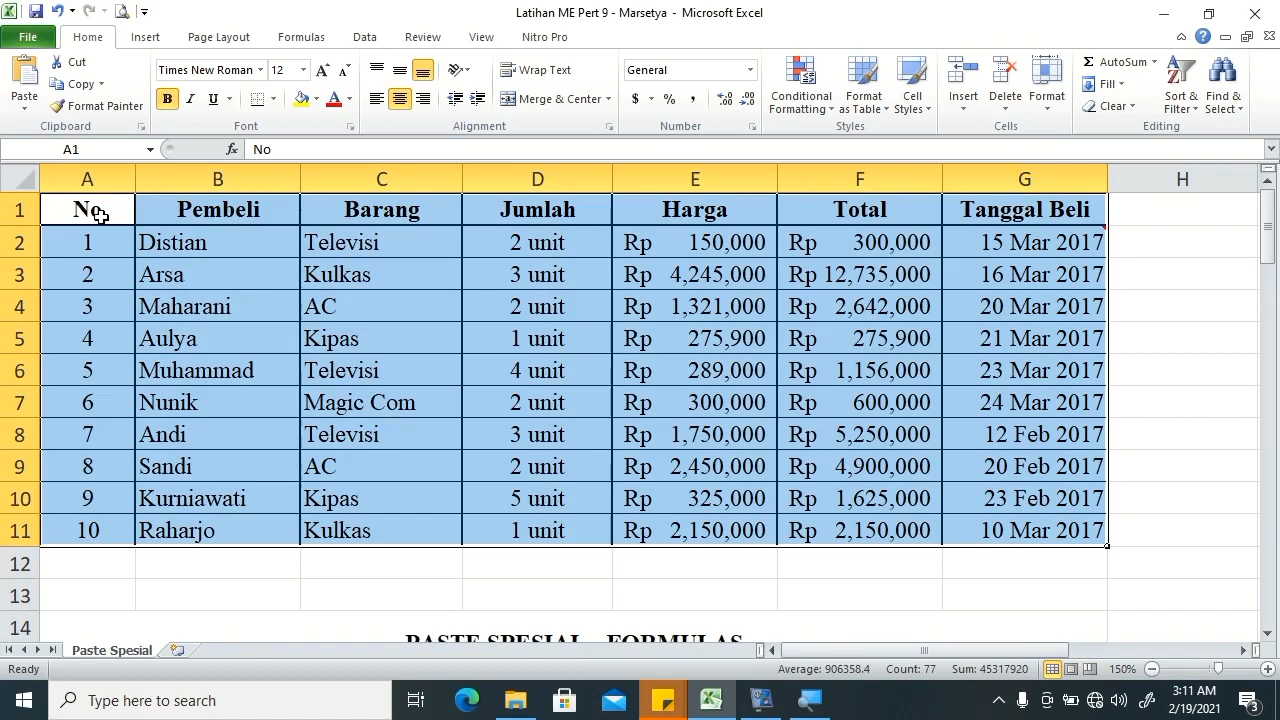 Latihan ME Pert 9 - Marsetya - Microsoft Excel
File Home Insert Page Layout Formulas Data Review View Nitro Pro
Paste
Cut
Copy
Format Painter
Clipboard
Times New Roman 12
B I U A
Font
Wrap Text
Merge & Center
Alignment
General
$ % ,
Number
Conditional Formatting
Format as Table
Cell Styles
Styles
Insert Delete Format
Cells
Σ AutoSum
Fill
Clear
Sort & Filter
Find & Select
Editing
A1 fx No
A B C D E F G H
1 No Pembeli Barang Jumlah Harga Total Tanggal Beli
2 1 Distian Televisi 2 unit Rp 150,000 Rp 300,000 15 Mar 2017
3 2 Arsa Kulkas 3 unit Rp 4,245,000 Rp 12,735,000 16 Mar 2017
4 3 Maharani AC 2 unit Rp 1,321,000 Rp 2,642,000 20 Mar 2017
5 4 Aulya Kipas 1 unit Rp 275,900 Rp 275,900 21 Mar 2017
6 5 Muhammad Televisi 4 unit Rp 289,000 Rp 1,156,000 23 Mar 2017
7 6 Nunik Magic Com 2 unit Rp 300,000 Rp 600,000 24 Mar 2017
8 7 Andi Televisi 3 unit Rp 1,750,000 Rp 5,250,000 12 Feb 2017
9 8 Sandi AC 2 unit Rp 2,450,000 Rp 4,900,000 20 Feb 2017
10 9 Kurniawati Kipas 5 unit Rp 325,000 Rp 1,625,000 23 Feb 2017
11 10 Raharjo Kulkas 1 unit Rp 2,150,000 Rp 2,150,000 10 Mar 2017
12
13
14 PASTE SPESIAL - FORMULAS
Paste Spesial
Ready Average: 906358.4 Count: 77 Sum: 45317920 150%
Type here to search
3:11 AM
2/19/2021
3